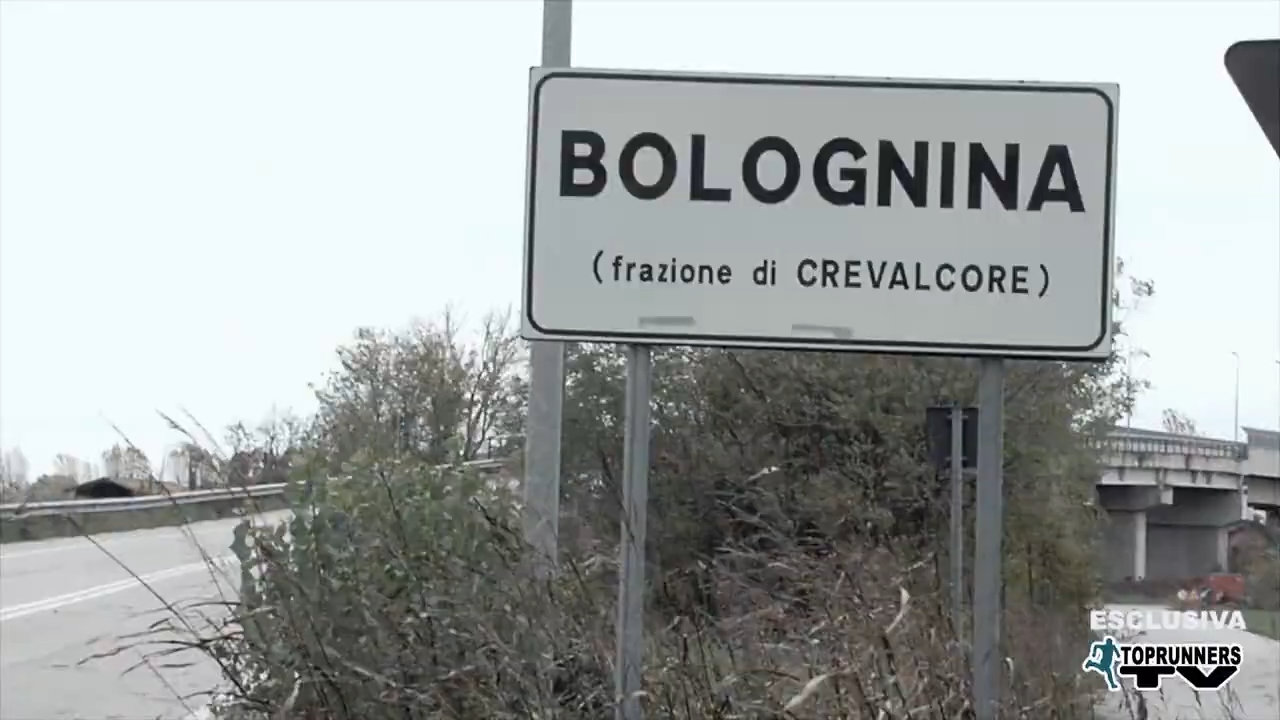 BOLOGNINA
(frazione di CREVALCORE)
ESCLUSIVA
TOPRUNNERS
TV